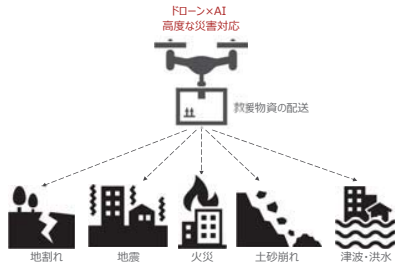 ドローン×AI
高度な災害対応
救援物資の配送
地割れ
地震
火災
土砂崩れ
津波・洪水